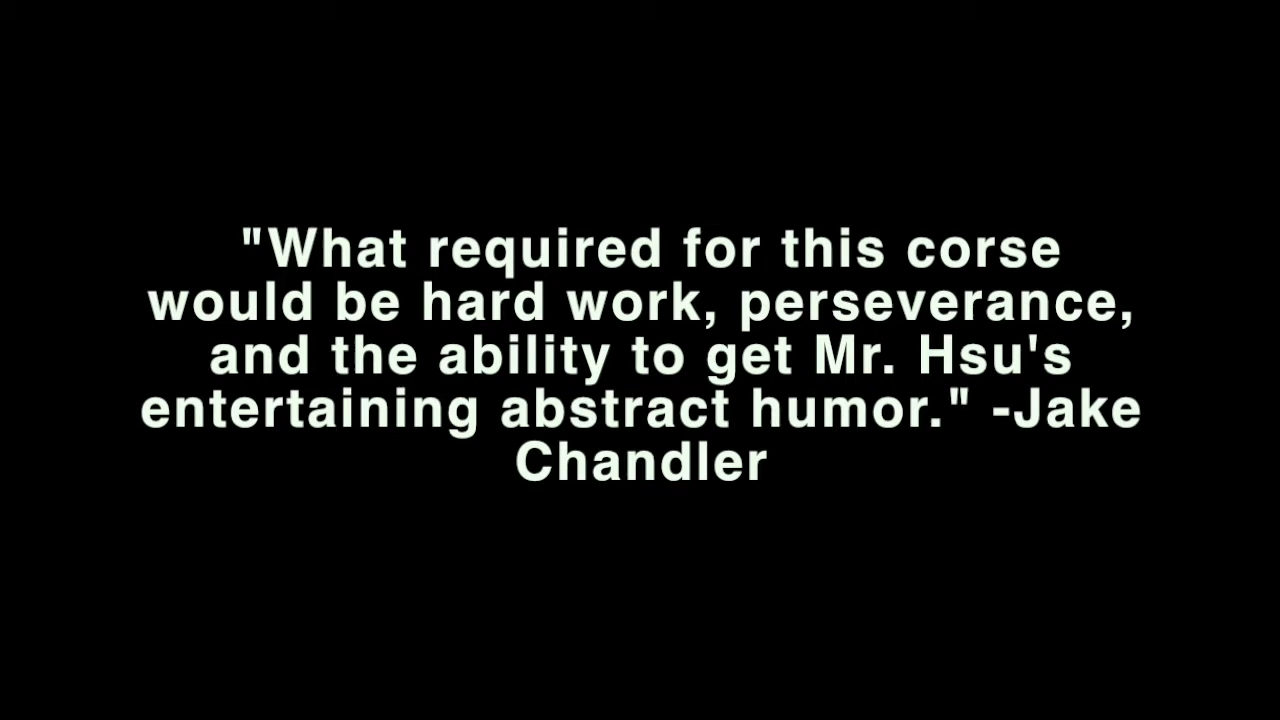 "What required for this corse
would be hard work, perseverance,
and the ability to get Mr. Hsu's
entertaining abstract humor." -Jake
Chandler